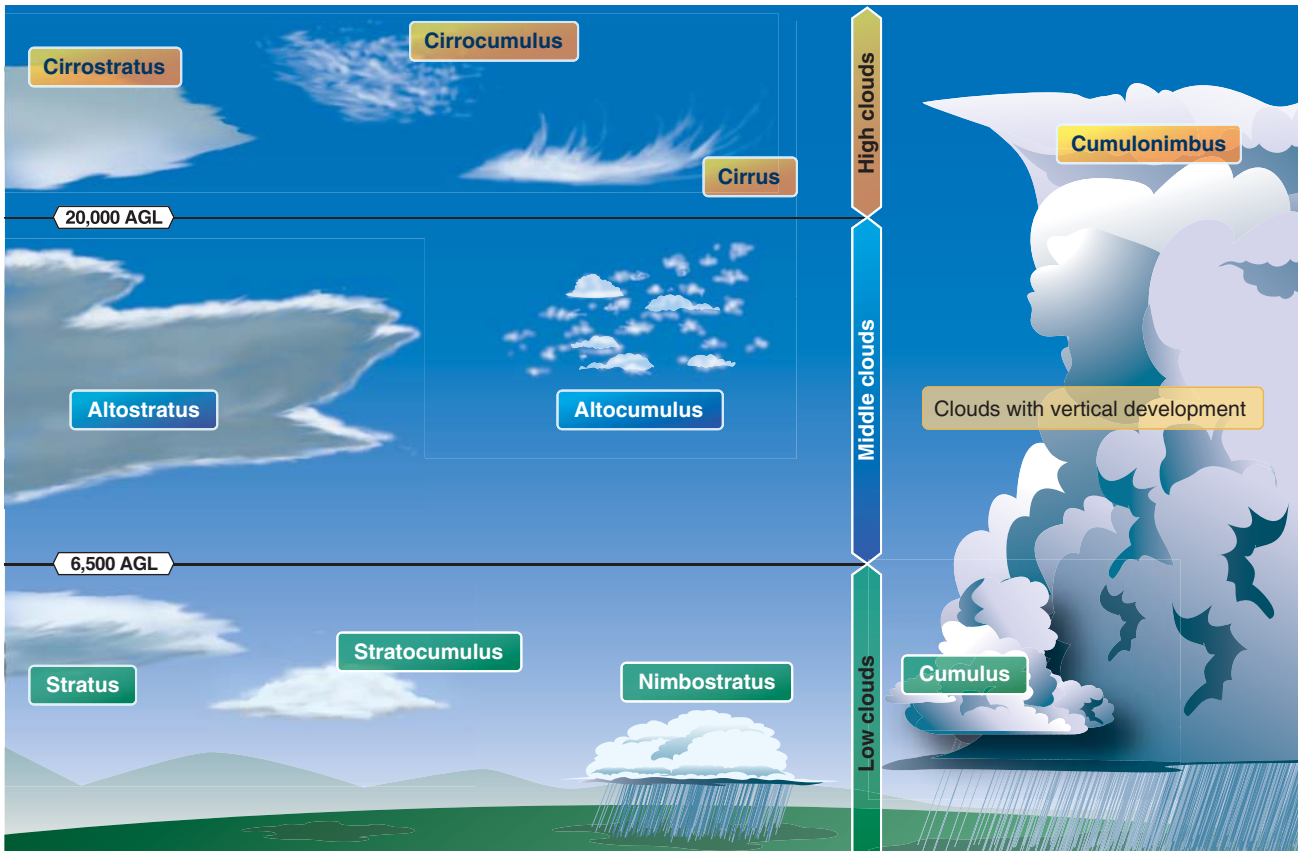 Cirrostratus
Cirrocumulus
Cirrus
High clouds
Cumulonimbus
20,000 AGL
Altostratus
Altocumulus
Middle clouds
Clouds with vertical development
6,500 AGL
Stratus
Stratocumulus
Nimbostratus
Low clouds
Cumulus